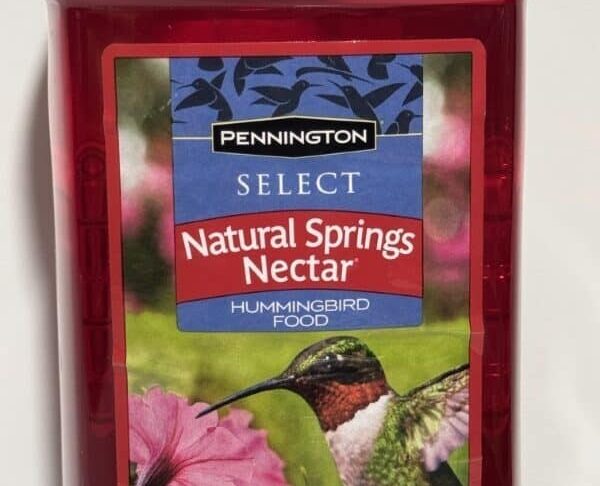 PENNINGTON
SELECT
Natural Springs
Nectar
HUMMINGBIRD
FOOD